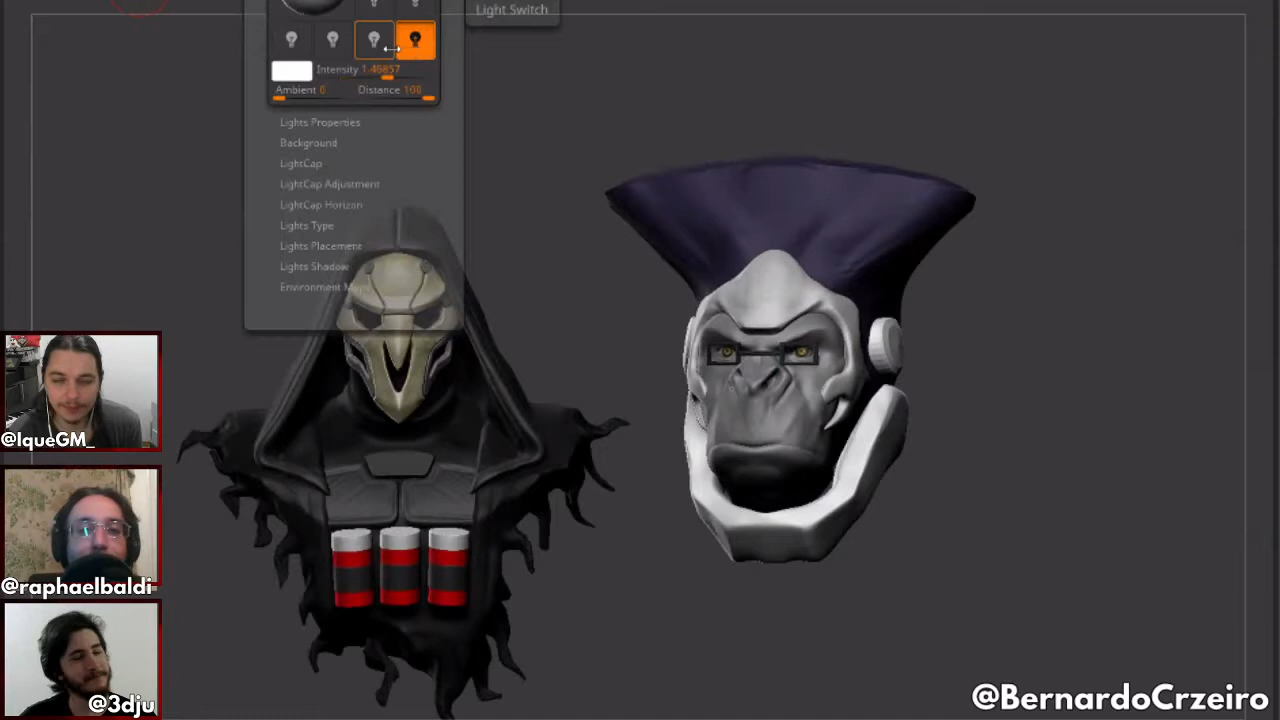 Light Switch
Intensity 1.46857
Ambient 0 Distance 100
Lights Properties
Background
LightCap
LightCap Adjustment
LightCap Horizon
Lights Type
Lights Placement
Lights Shadow
Environment
@IqueGM_
@raphaelbaldi
@3dju
@BernardoCrzeiro